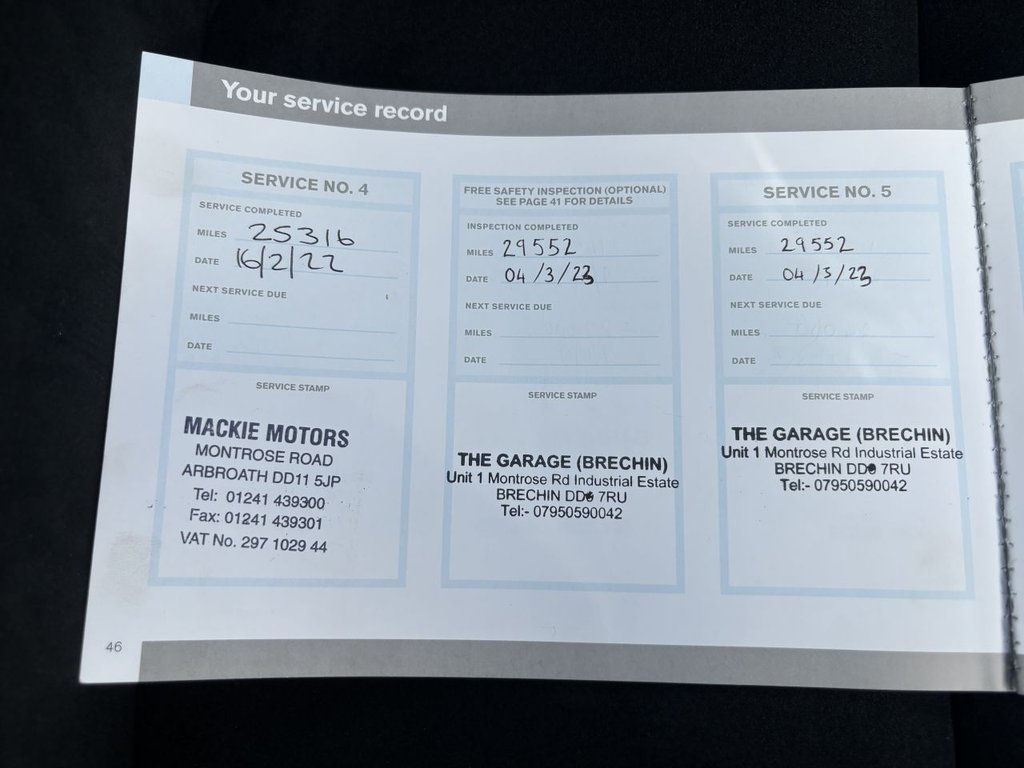 Your service record
SERVICE NO. 4
SERVICE COMPLETED
MILES 25316
DATE 16/2/22
NEXT SERVICE DUE
MILES
DATE
SERVICE STAMP
MACKIE MOTORS
MONTROSE ROAD
ARBROATH DD11 5JP
Tel: 01241 439300
Fax: 01241 439301
VAT No. 297 1029 44
FREE SAFETY INSPECTION (OPTIONAL)
SEE PAGE 41 FOR DETAILS
INSPECTION COMPLETED
MILES 29552
DATE 04/3/23
NEXT SERVICE DUE
MILES
DATE
SERVICE STAMP
THE GARAGE (BRECHIN)
Unit 1 Montrose Rd Industrial Estate
BRECHIN 7RU
Tel:- 07950590042
SERVICE NO. 5
SERVICE COMPLETED
MILES 29552
DATE 04/3/23
NEXT SERVICE DUE
MILES
DATE
SERVICE STAMP
THE GARAGE (BRECHIN)
Unit 1 Montrose Rd Industrial Estate
BRECHIN 7RU
Tel:- 07950590042
46